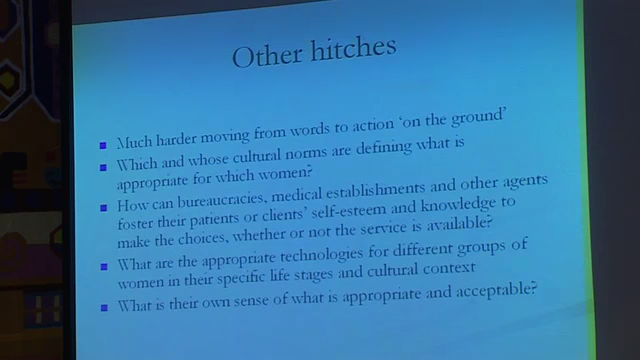 Other hitches
Much harder moving from words to action 'on the ground'
Which and whose cultural norms are defining what is
appropriate for which women?
How can bureaucracies, medical establishments and other agents
foster their patients or clients' self-esteem and knowledge to
make the choices, whether or not the service is available?
What are the appropriate technologies for different groups of
women in their specific life stages and cultural context
What is their own sense of what is appropriate and acceptable?